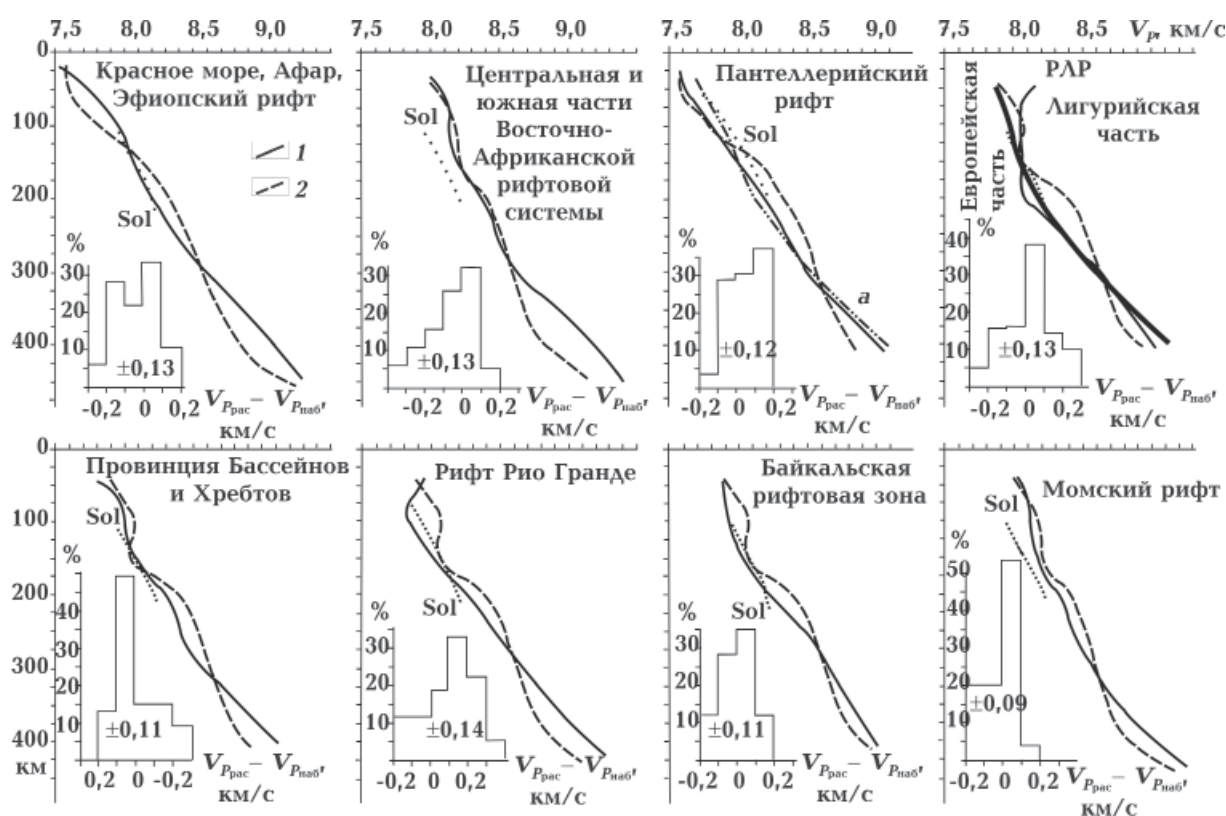 7,5 8,0 8,5 9,0
7,5 8,0 8,5 9,0
7,5 8,0 8,5 9,0
7,5 8,0 8,5 V_P, км/с
0
100
200
300
400
Красное море, Афар,
Эфиопский рифт
1
2
Sol
%
30
20
10
±0,13
-0,2 0 0,2
V_Pрас – V_Pнаб,
км/с
Центральная и
южная части
Восточно-
Африканской
рифтовой
системы
Sol
%
30
20
10
±0,13
-0,2 0 0,2
V_Pрас – V_Pнаб,
км/с
Пантеллерийский
рифт
Sol
a
%
30
20
10
±0,12
-0,2 0 0,2
V_Pрас – V_Pнаб,
км/с
РЛР
Лигурийская
часть
Европейская
часть
%
40
30
20
10
±0,13
-0,2 0 0,2
V_Pрас – V_Pнаб,
км/с
0
100
200
300
400
км
Провинция Бассейнов
и Хребтов
Sol
%
40
30
20
10
±0,11
0,2 0 -0,2
V_Pрас – V_Pнаб,
км/с
Рифт Рио Гранде
Sol
%
30
20
10
±0,14
-0,2 0 0,2
V_Pрас – V_Pнаб,
км/с
Байкальская
рифтовая зона
Sol
%
30
20
10
±0,11
-0,2 0 0,2
V_Pрас – V_Pнаб,
км/с
Момский рифт
Sol
%
50
40
30
20
10
±0,09
-0,2 0 0,2
V_Pрас – V_Pнаб,
км/с